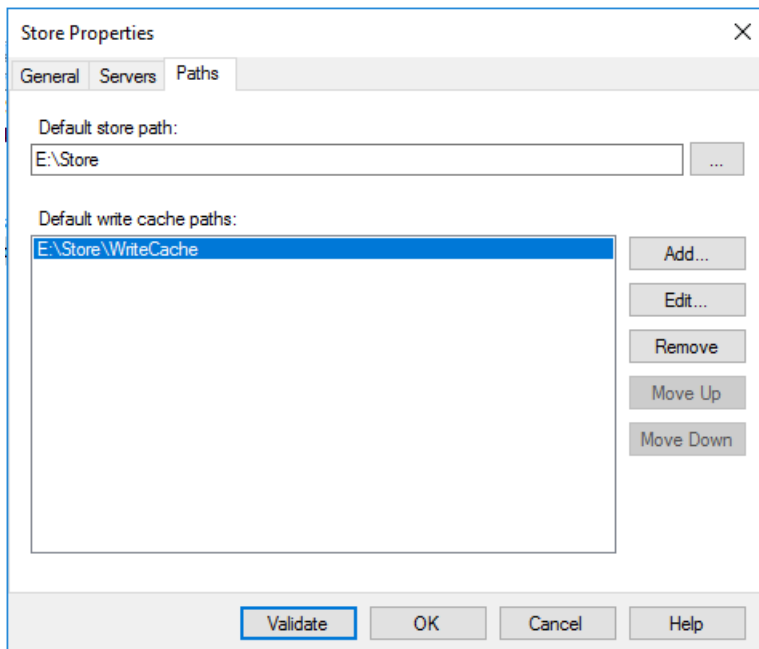 Store Properties
General Servers Paths
Default store path:
E:\Store
...
Default write cache paths:
E:\Store\WriteCache
Add...
Edit...
Remove
Move Up
Move Down
Validate OK Cancel Help